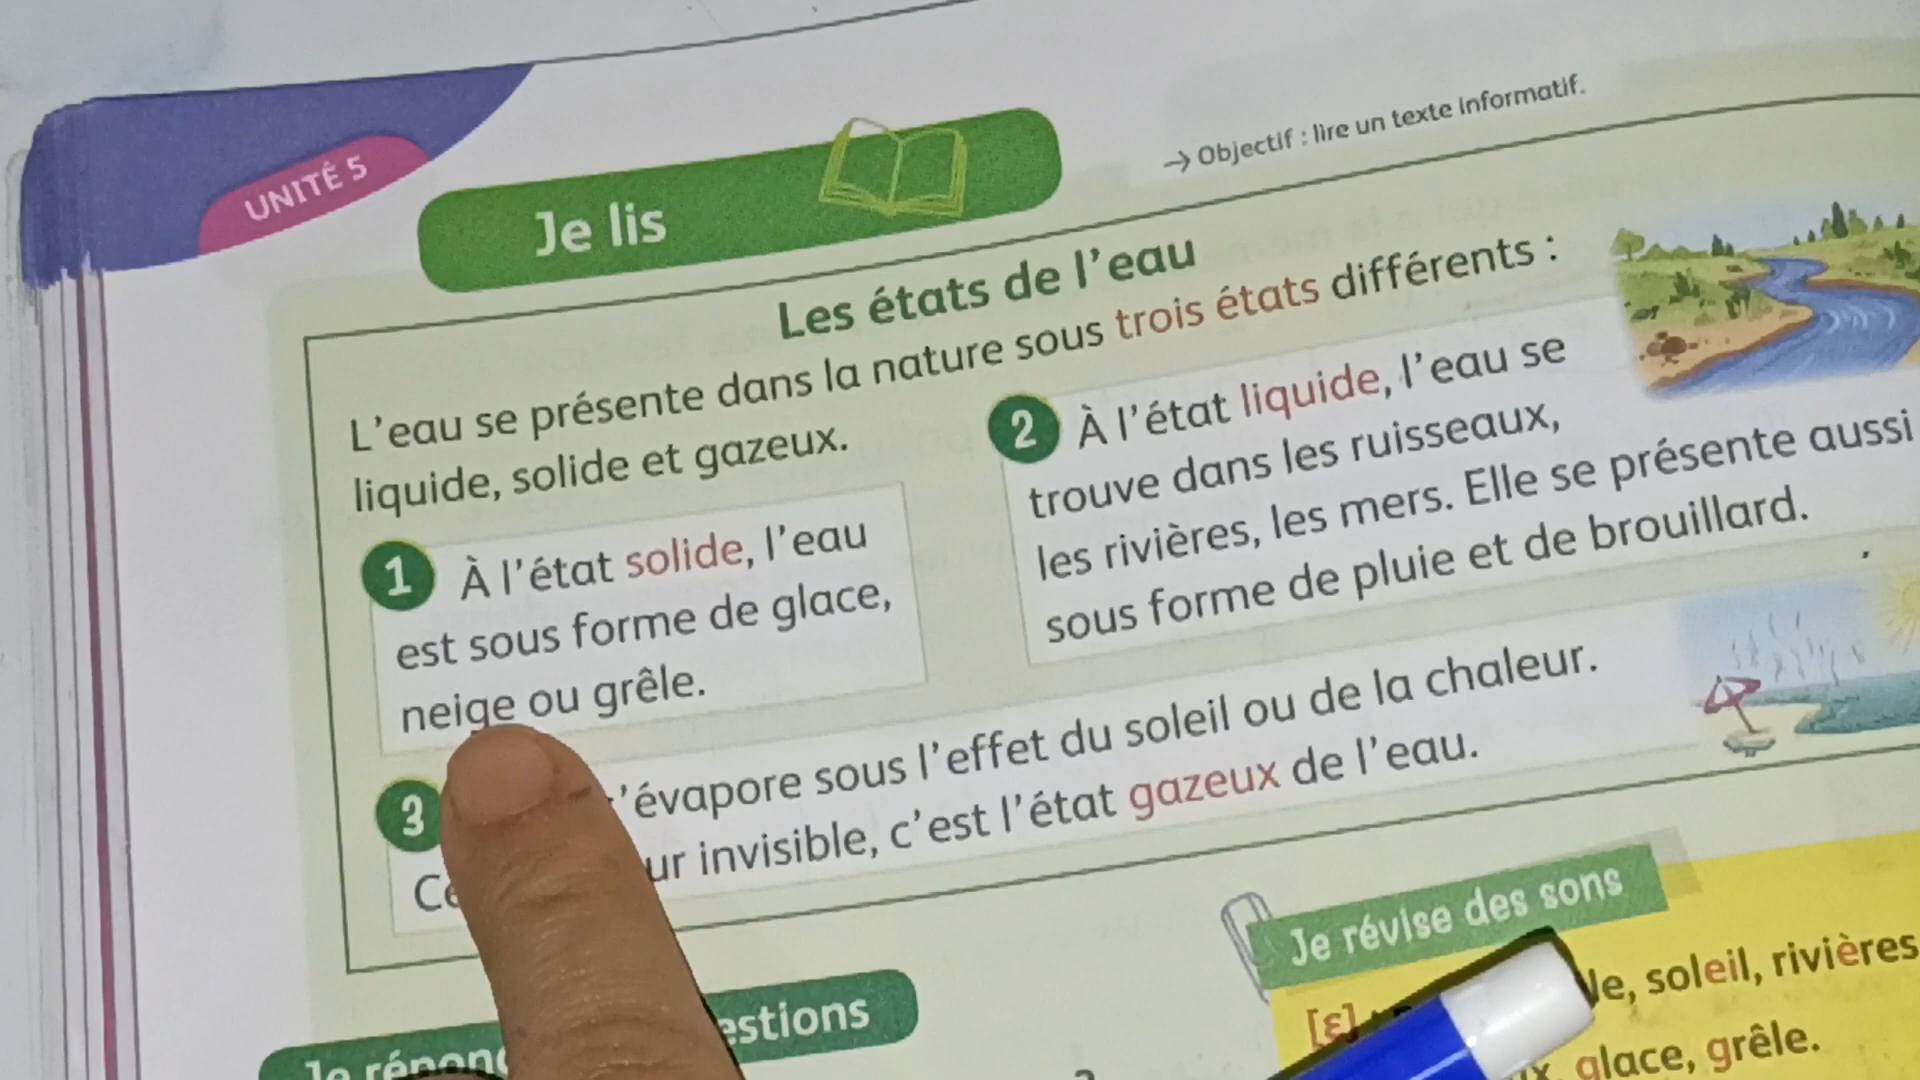 UNITÉ 5
Je lis
→ Objectif : lire un texte informatif.
Les états de l'eau
L'eau se présente dans la nature sous trois états différents :
liquide, solide et gazeux.
1 À l'état solide, l'eau
est sous forme de glace,
neige ou grêle.
2 À l'état liquide, l'eau se
trouve dans les ruisseaux,
les rivières, les mers. Elle se présente aussi
sous forme de pluie et de brouillard.
3 'évapore sous l'effet du soleil ou de la chaleur.
invisible, c'est l'état gazeux de l'eau.
Je
Je révise des sons
[ɛ] soleil, rivières
glace, grêle.